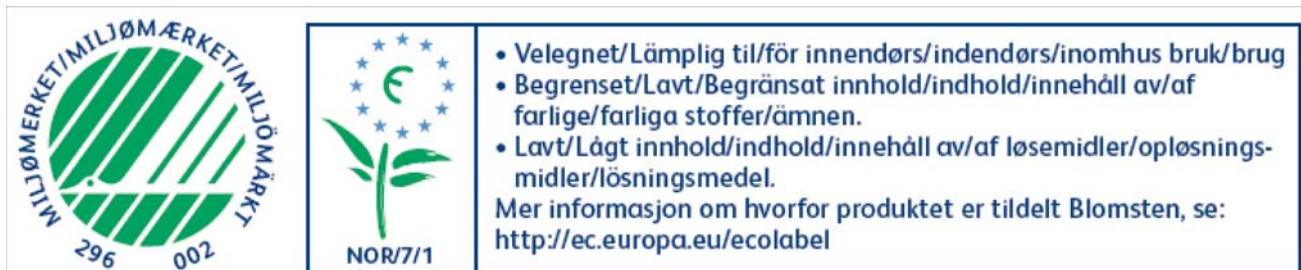 MILJØMERKET/MILJØMÆRKET/MILJÖMÄRKT
296 002
NOR/7/1
• Velegnet/Lämplig til/för innendørs/indendørs/inomhus bruk/brug
• Begrenset/Lavt/Begränsat innhold/indhold/innehåll av/af
farlige/farliga stoffer/ämnen.
• Lavt/Lågt innhold/indhold/innehåll av/af løsemidler/opløsnings-
midler/lösningsmedel.
Mer informasjon om hvorfor produktet er tildelt Blomsten, se:
http://ec.europa.eu/ecolabel